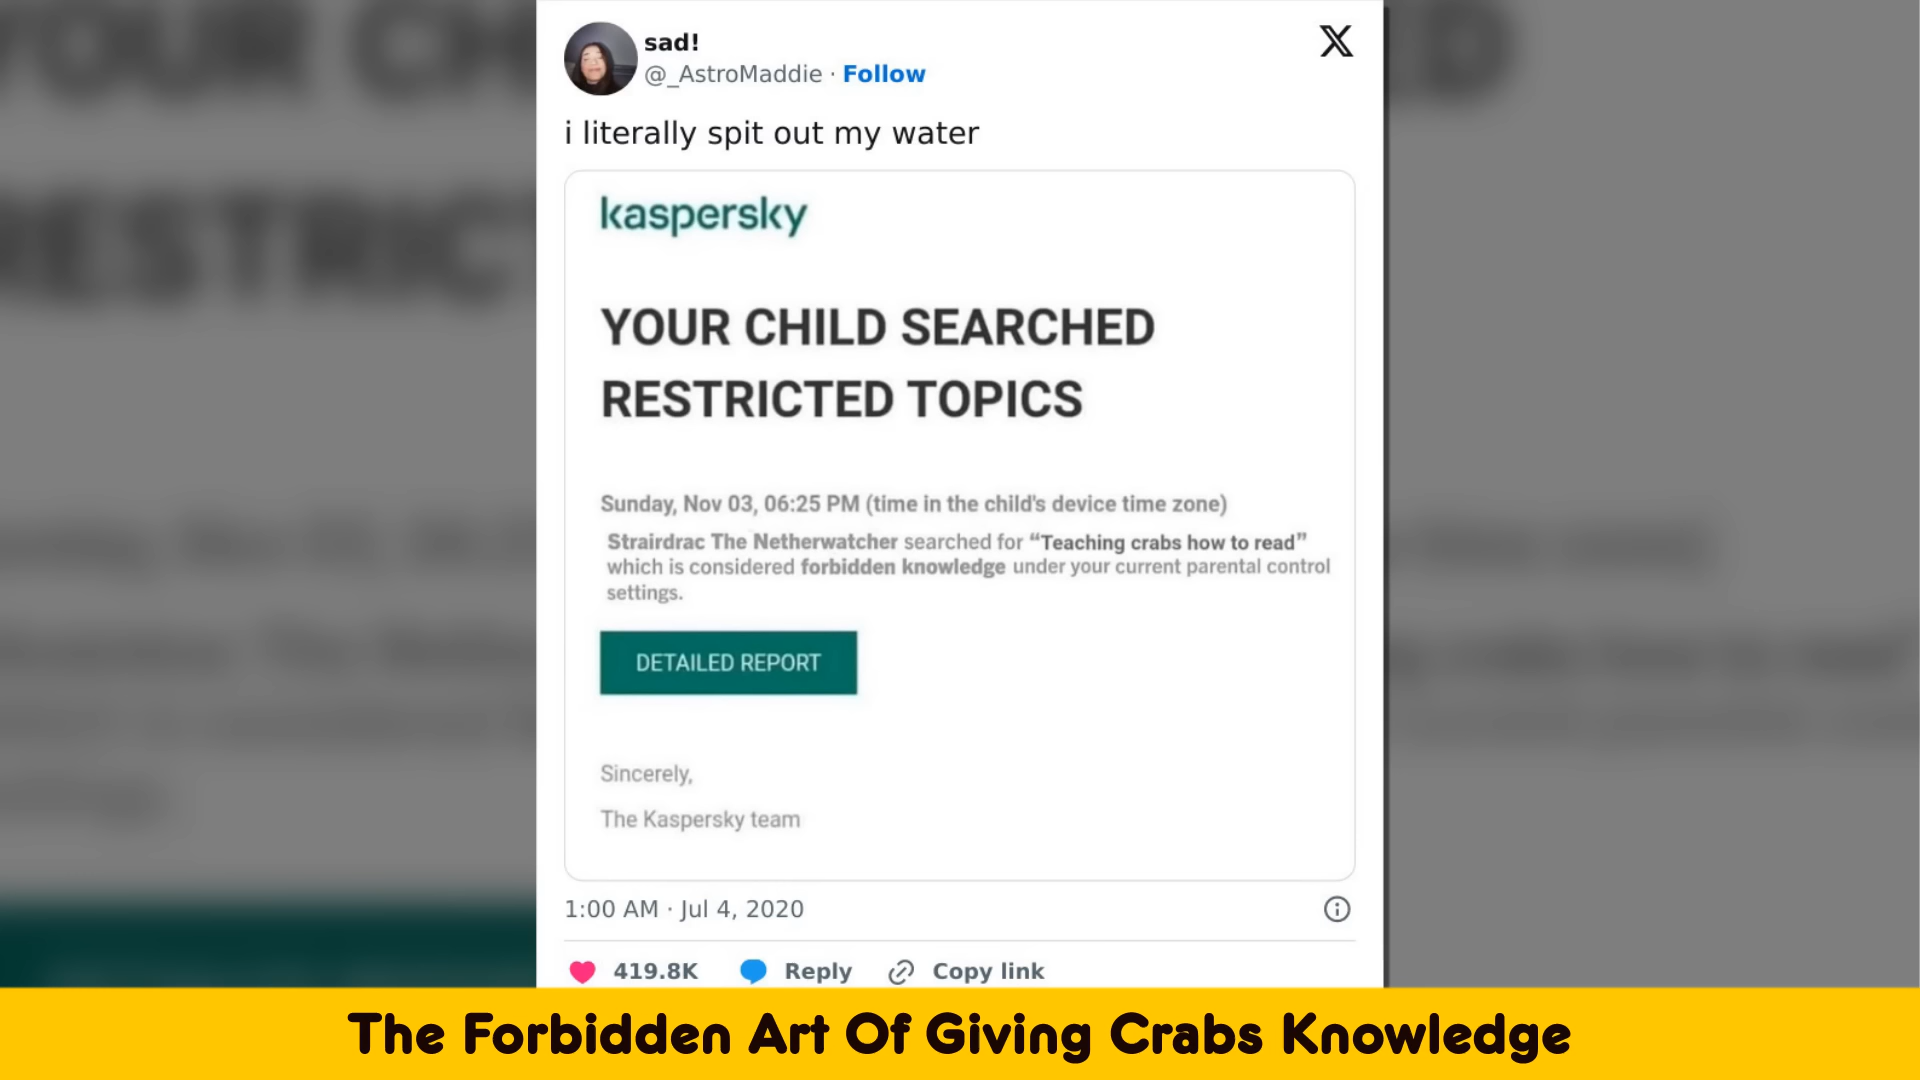 sad!
@_AstroMaddie · Follow
i literally spit out my water
kaspersky
YOUR CHILD SEARCHED
RESTRICTED TOPICS
Sunday, Nov 03, 06:25 PM (time in the child's device time zone)
Strairdrac The Netherwatcher searched for “Teaching crabs how to read”
which is considered forbidden knowledge under your current parental control
settings.
DETAILED REPORT
Sincerely,
The Kaspersky team
1:00 AM · Jul 4, 2020
419.8K Reply Copy link
The Forbidden Art Of Giving Crabs Knowledge